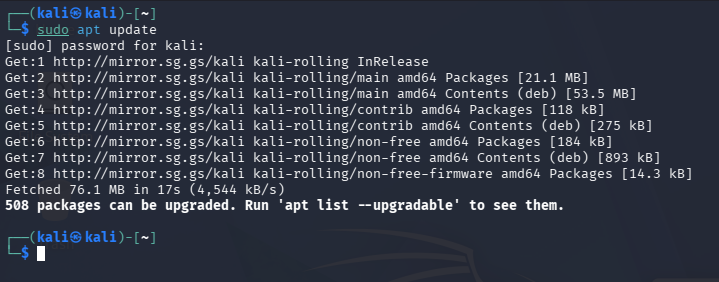 ┌──(kali㉿kali)-[~]
└─$ sudo apt update
[sudo] password for kali:
Get:1 http://mirror.sg.gs/kali kali-rolling InRelease
Get:2 http://mirror.sg.gs/kali kali-rolling/main amd64 Packages [21.1 MB]
Get:3 http://mirror.sg.gs/kali kali-rolling/main amd64 Contents (deb) [53.5 MB]
Get:4 http://mirror.sg.gs/kali kali-rolling/contrib amd64 Packages [118 kB]
Get:5 http://mirror.sg.gs/kali kali-rolling/contrib amd64 Contents (deb) [275 kB]
Get:6 http://mirror.sg.gs/kali kali-rolling/non-free amd64 Packages [184 kB]
Get:7 http://mirror.sg.gs/kali kali-rolling/non-free amd64 Contents (deb) [893 kB]
Get:8 http://mirror.sg.gs/kali kali-rolling/non-free-firmware amd64 Packages [14.3 kB]
Fetched 76.1 MB in 17s (4,544 kB/s)
508 packages can be upgraded. Run 'apt list --upgradable' to see them.
┌──(kali㉿kali)-[~]
└─$